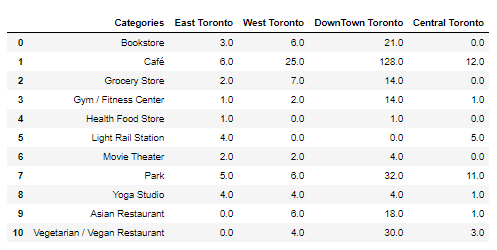 Categories East Toronto West Toronto DownTown Toronto Central Toronto
0 Bookstore 3.0 6.0 21.0 0.0
1 Café 6.0 25.0 128.0 12.0
2 Grocery Store 2.0 7.0 14.0 0.0
3 Gym / Fitness Center 1.0 2.0 14.0 1.0
4 Health Food Store 1.0 0.0 1.0 0.0
5 Light Rail Station 4.0 0.0 0.0 5.0
6 Movie Theater 2.0 2.0 4.0 0.0
7 Park 5.0 6.0 32.0 11.0
8 Yoga Studio 4.0 4.0 4.0 1.0
9 Asian Restaurant 0.0 6.0 18.0 1.0
10 Vegetarian / Vegan Restaurant 0.0 4.0 30.0 3.0